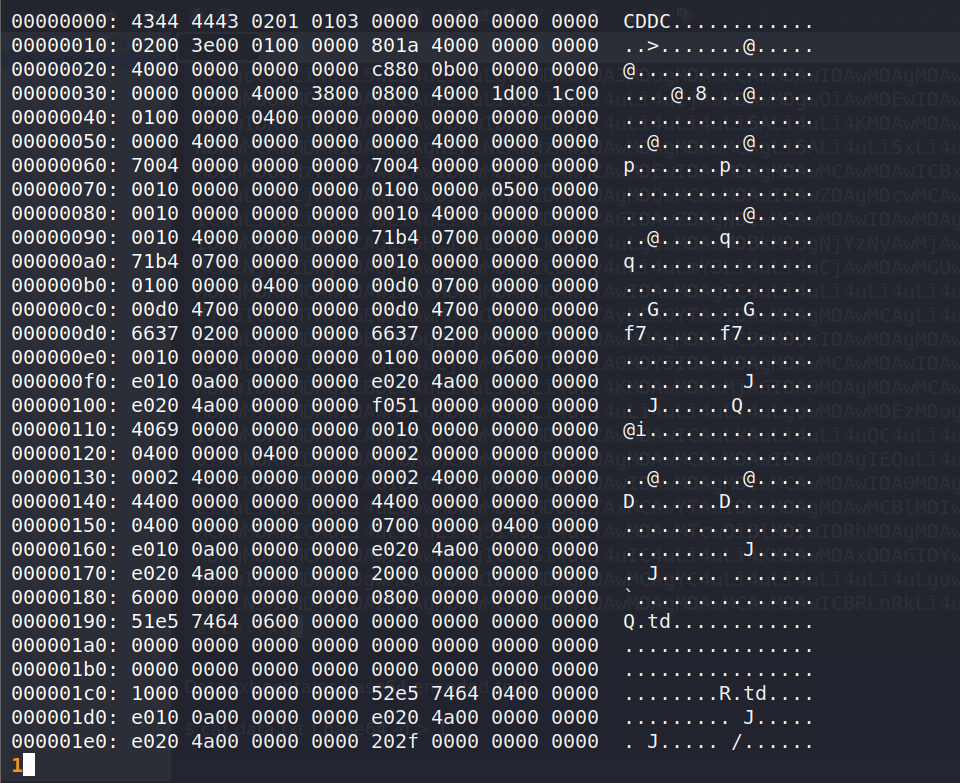 00000000: 4344 4443 0201 0103 0000 0000 0000 0000  CDDC............
00000010: 0200 3e00 0100 0000 801a 4000 0000 0000  ..>.......@.....
00000020: 4000 0000 0000 0000 c880 0b00 0000 0000  @...............
00000030: 0000 0000 4000 3800 0800 4000 1d00 1c00  ....@.8...@.....
00000040: 0100 0000 0400 0000 0000 0000 0000 0000  ................
00000050: 0000 4000 0000 0000 0000 4000 0000 0000  ..@.......@.....
00000060: 7004 0000 0000 0000 7004 0000 0000 0000  p.......p.......
00000070: 0010 0000 0000 0000 0100 0000 0500 0000  ................
00000080: 0010 0000 0000 0000 0010 4000 0000 0000  ..........@.....
00000090: 0010 4000 0000 0000 71b4 0700 0000 0000  ..@.....q.......
000000a0: 71b4 0700 0000 0000 0010 0000 0000 0000  q...............
000000b0: 0100 0000 0400 0000 00d0 0700 0000 0000  ................
000000c0: 00d0 4700 0000 0000 00d0 4700 0000 0000  ..G.......G.....
000000d0: 6637 0200 0000 0000 6637 0200 0000 0000  f7......f7......
000000e0: 0010 0000 0000 0000 0100 0000 0600 0000  ................
000000f0: e010 0a00 0000 0000 e020 4a00 0000 0000  ......... J.....
00000100: e020 4a00 0000 0000 f051 0000 0000 0000  . J......Q......
00000110: 4069 0000 0000 0000 0010 0000 0000 0000  @i..............
00000120: 0400 0000 0400 0000 0002 0000 0000 0000  ................
00000130: 0002 4000 0000 0000 0002 4000 0000 0000  ..@.......@.....
00000140: 4400 0000 0000 0000 4400 0000 0000 0000  D.......D.......
00000150: 0400 0000 0000 0000 0700 0000 0400 0000  ................
00000160: e010 0a00 0000 0000 e020 4a00 0000 0000  ......... J.....
00000170: e020 4a00 0000 0000 2000 0000 0000 0000  . J..... .......
00000180: 6000 0000 0000 0000 0800 0000 0000 0000  `...............
00000190: 51e5 7464 0600 0000 0000 0000 0000 0000  Q.td............
000001a0: 0000 0000 0000 0000 0000 0000 0000 0000  ................
000001b0: 0000 0000 0000 0000 0000 0000 0000 0000  ................
000001c0: 1000 0000 0000 0000 52e5 7464 0400 0000  ........R.td....
000001d0: e010 0a00 0000 0000 e020 4a00 0000 0000  ......... J.....
000001e0: e020 4a00 0000 0000 202f 0000 0000 0000  . J..... /......
1